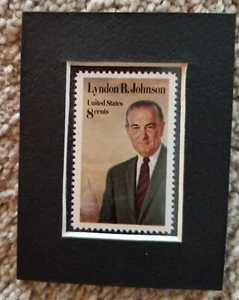 Lyndon B. Johnson
United States
8 cents